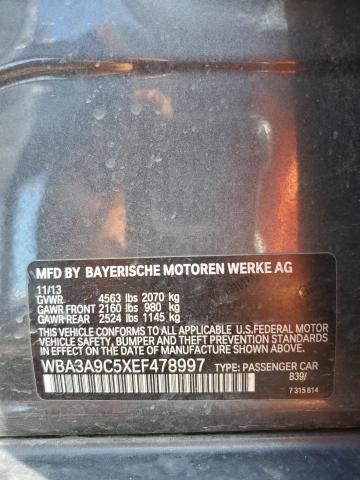 MFD BY BAYERISCHE MOTOREN WERKE AG
11/13
GVWR 4563 lbs 2070 kg
GAWR FRONT 2160 lbs 980 kg
GAWR REAR 2524 lbs 1145 kg
THIS VEHICLE CONFORMS TO ALL APPLICABLE U.S.FEDERAL MOTOR
VEHICLE SAFETY, BUMPER AND THEFT PREVENTION STANDARDS IN
EFFECT ON THE DATE OF MANUFACTURE SHOWN ABOVE.
WBA3A9C5XEF478997 TYPE: PASSENGER CAR
B39/
7 315 814